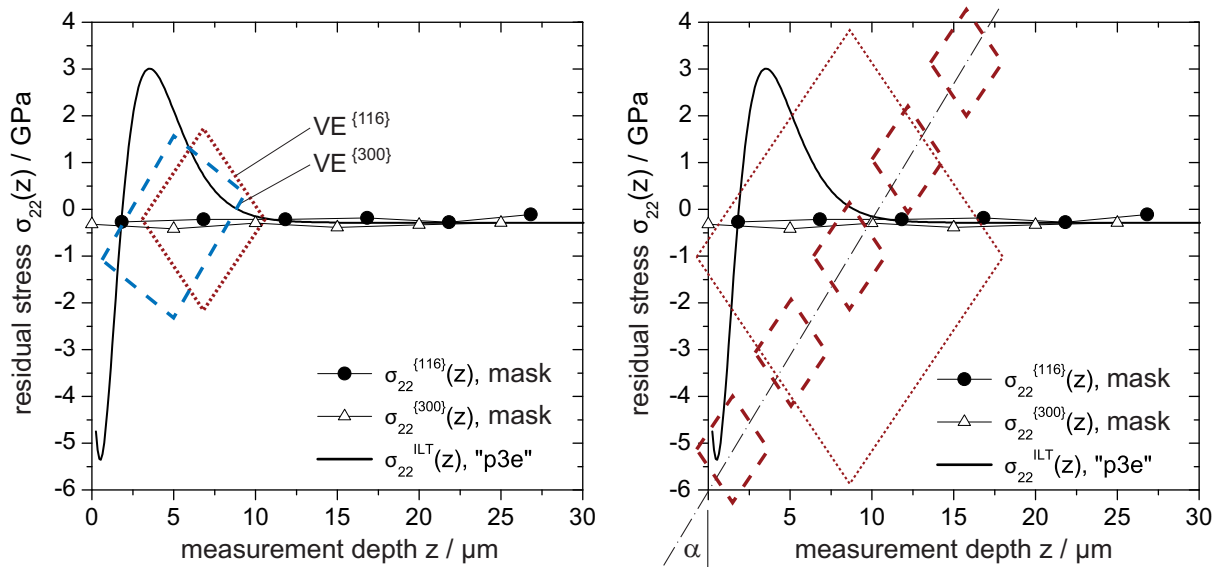 4
3
2
1
0
-1
-2
-3
-4
-5
-6
residual stress σ22(z) / GPa
VE {116}
VE {300}
σ22{116}(z), mask
σ22{300}(z), mask
σ22ILT(z), "p3e"
0 5 10 15 20 25 30
measurement depth z / µm
4
3
2
1
0
-1
-2
-3
-4
-5
-6
residual stress σ22(z) / GPa
σ22{116}(z), mask
σ22{300}(z), mask
σ22ILT(z), "p3e"
0 5 10 15 20 25 30
α
measurement depth z / µm